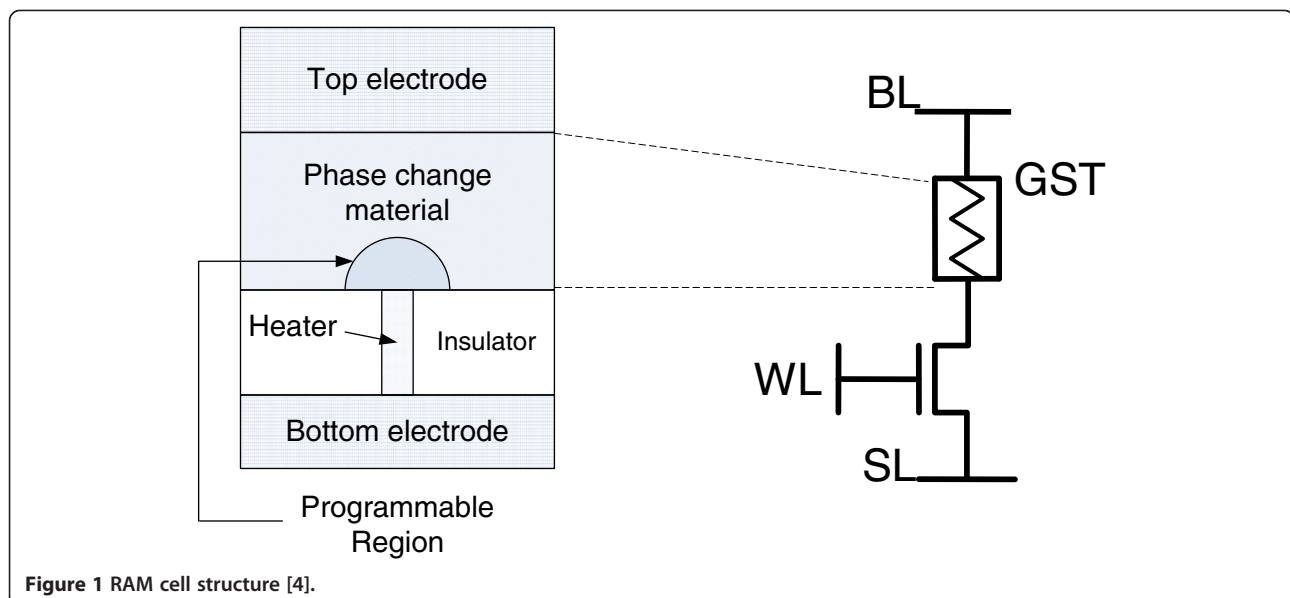 Top electrode
Phase change
material
Heater
Insulator
Bottom electrode
Programmable
Region
BL
GST
WL
SL
Figure 1 RAM cell structure [4].